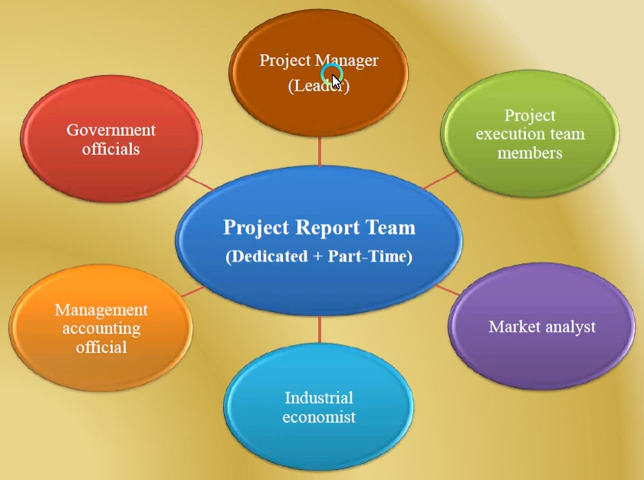 Project Manager
(Leader)
Government
officials
Project
execution team
members
Project Report Team
(Dedicated + Part-Time)
Management
accounting
official
Market analyst
Industrial
economist